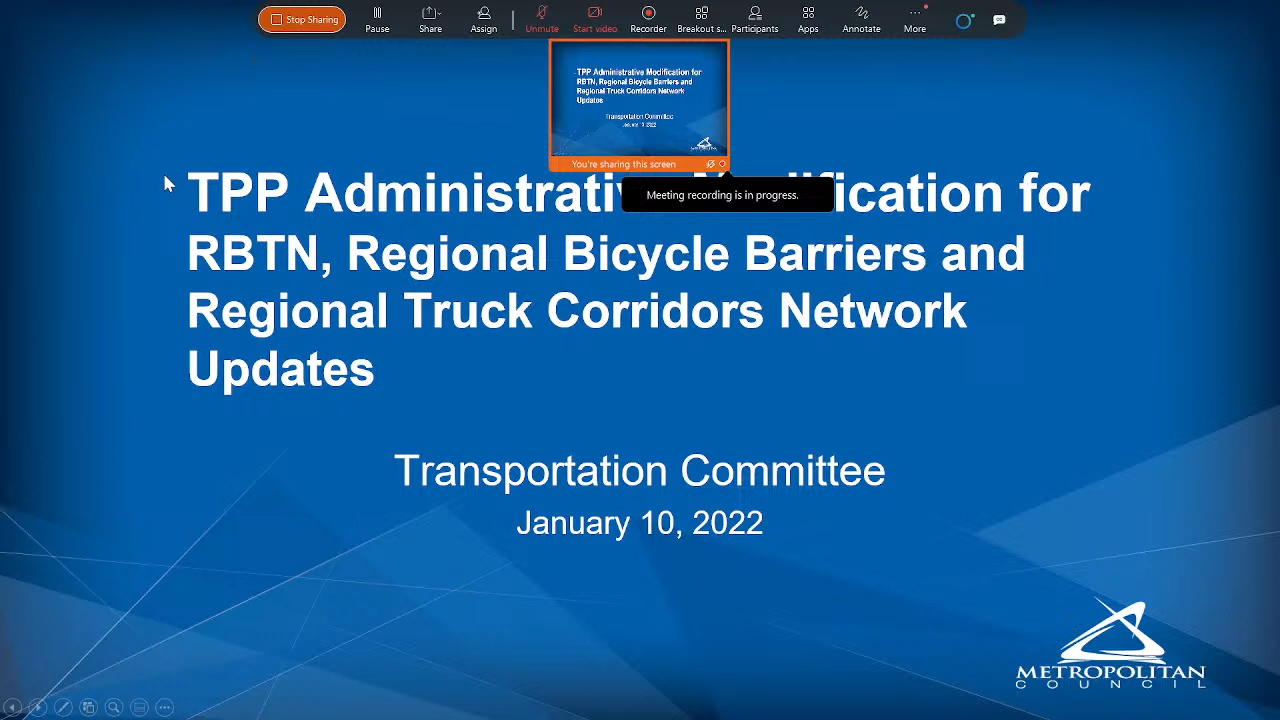 Stop Sharing
Pause
Share
Assign
Unmute
Start video
Recorder
Breakout s...
Participants
Apps
Annotate
More
TPP Administrative Modification for
RBTN, Regional Bicycle Barriers and
Regional Truck Corridors Network
Updates
Transportation Committee
January 10, 2022
METROPOLITAN
You're sharing this screen
Meeting recording is in progress.
TPP Administrati ification for
RBTN, Regional Bicycle Barriers and
Regional Truck Corridors Network
Updates
Transportation Committee
January 10, 2022
METROPOLITAN
COUNCIL